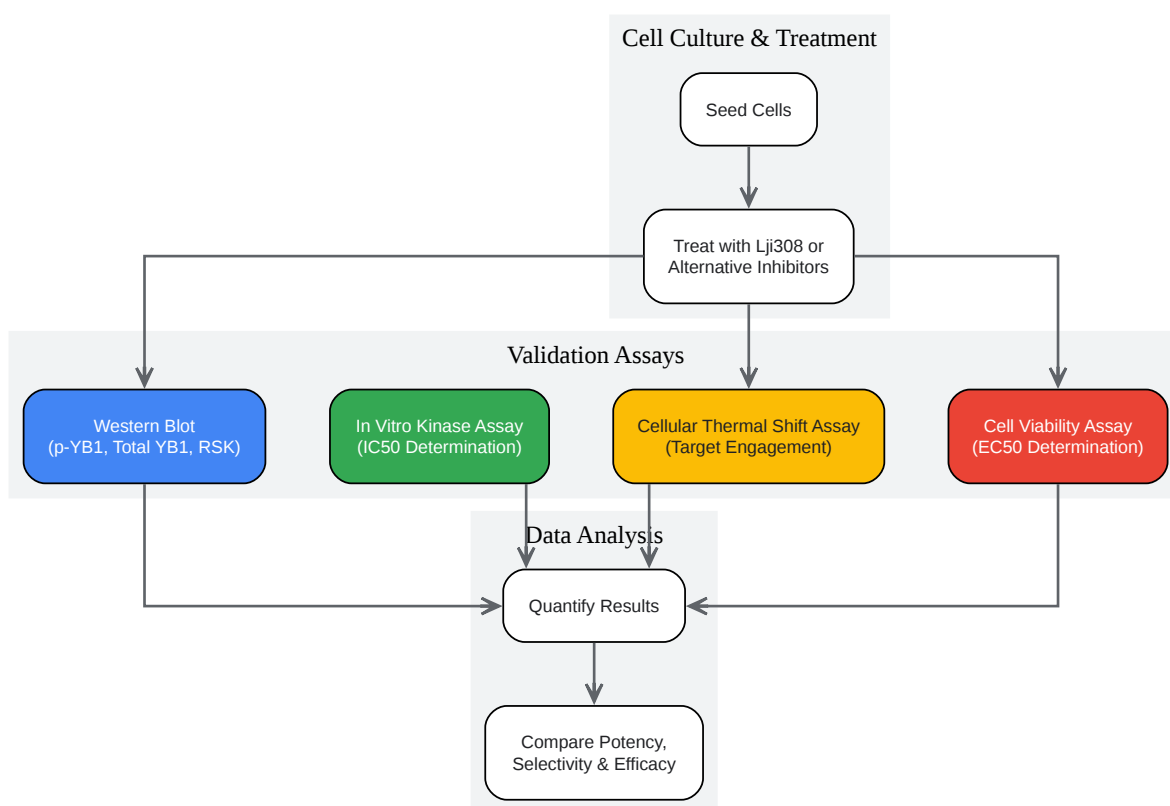 Cell Culture & Treatment
Seed Cells
Treat with Lji308 or
Alternative Inhibitors
Validation Assays
Western Blot
(p-YB1, Total YB1, RSK)
In Vitro Kinase Assay
(IC50 Determination)
Cellular Thermal Shift Assay
(Target Engagement)
Cell Viability Assay
(EC50 Determination)
Data Analysis
Quantify Results
Compare Potency,
Selectivity & Efficacy